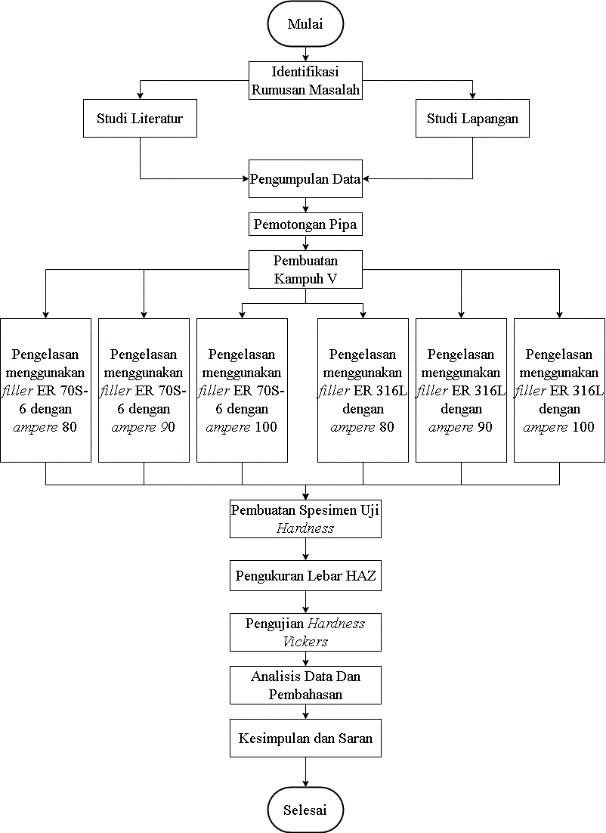 Mulai
Identifikasi
Rumusan Masalah
Studi Literatur
Studi Lapangan
Pengumpulan Data
Pemotongan Pipa
Pembuatan
Kampuh V
Pengelasan
menggunakan
filler ER 70S-
6 dengan
ampere 80
Pengelasan
menggunakan
filler ER 70S-
6 dengan
ampere 90
Pengelasan
menggunakan
filler ER 70S-
6 dengan
ampere 100
Pengelasan
menggunakan
filler ER 316L
dengan
ampere 80
Pengelasan
menggunakan
filler ER 316L
dengan
ampere 90
Pengelasan
menggunakan
filler ER 316L
dengan
ampere 100
Pembuatan Spesimen Uji
Hardness
Pengukuran Lebar HAZ
Pengujian Hardness
Vickers
Analisis Data Dan
Pembahasan
Kesimpulan dan Saran
Selesai